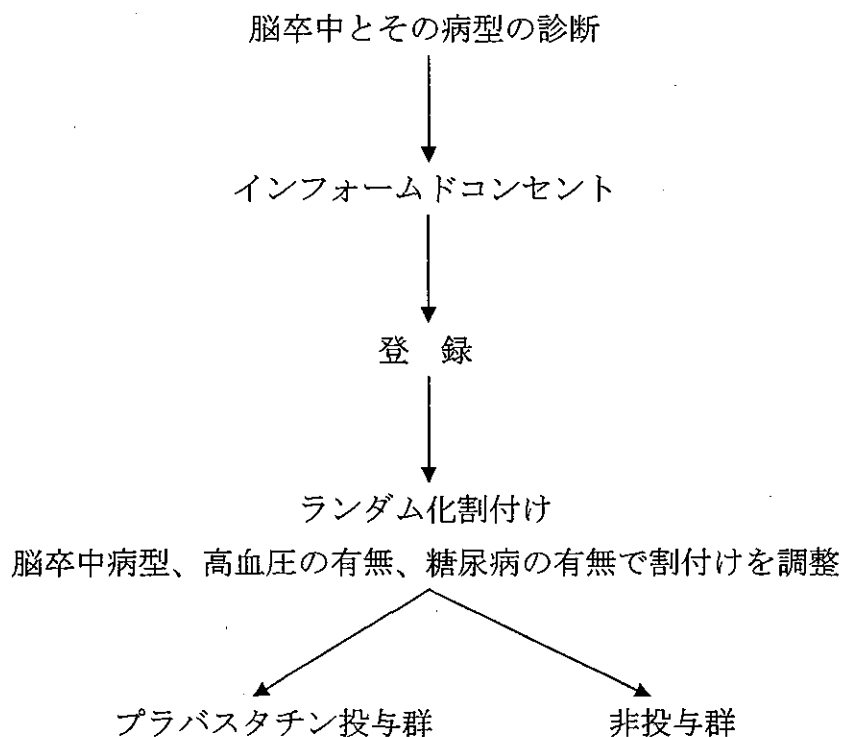 脳卒中とその病型の診断
インフォームドコンセント
登　録
ランダム化割付け
脳卒中病型、高血圧の有無、糖尿病の有無で割付けを調整
プラバスタチン投与群　　非投与群